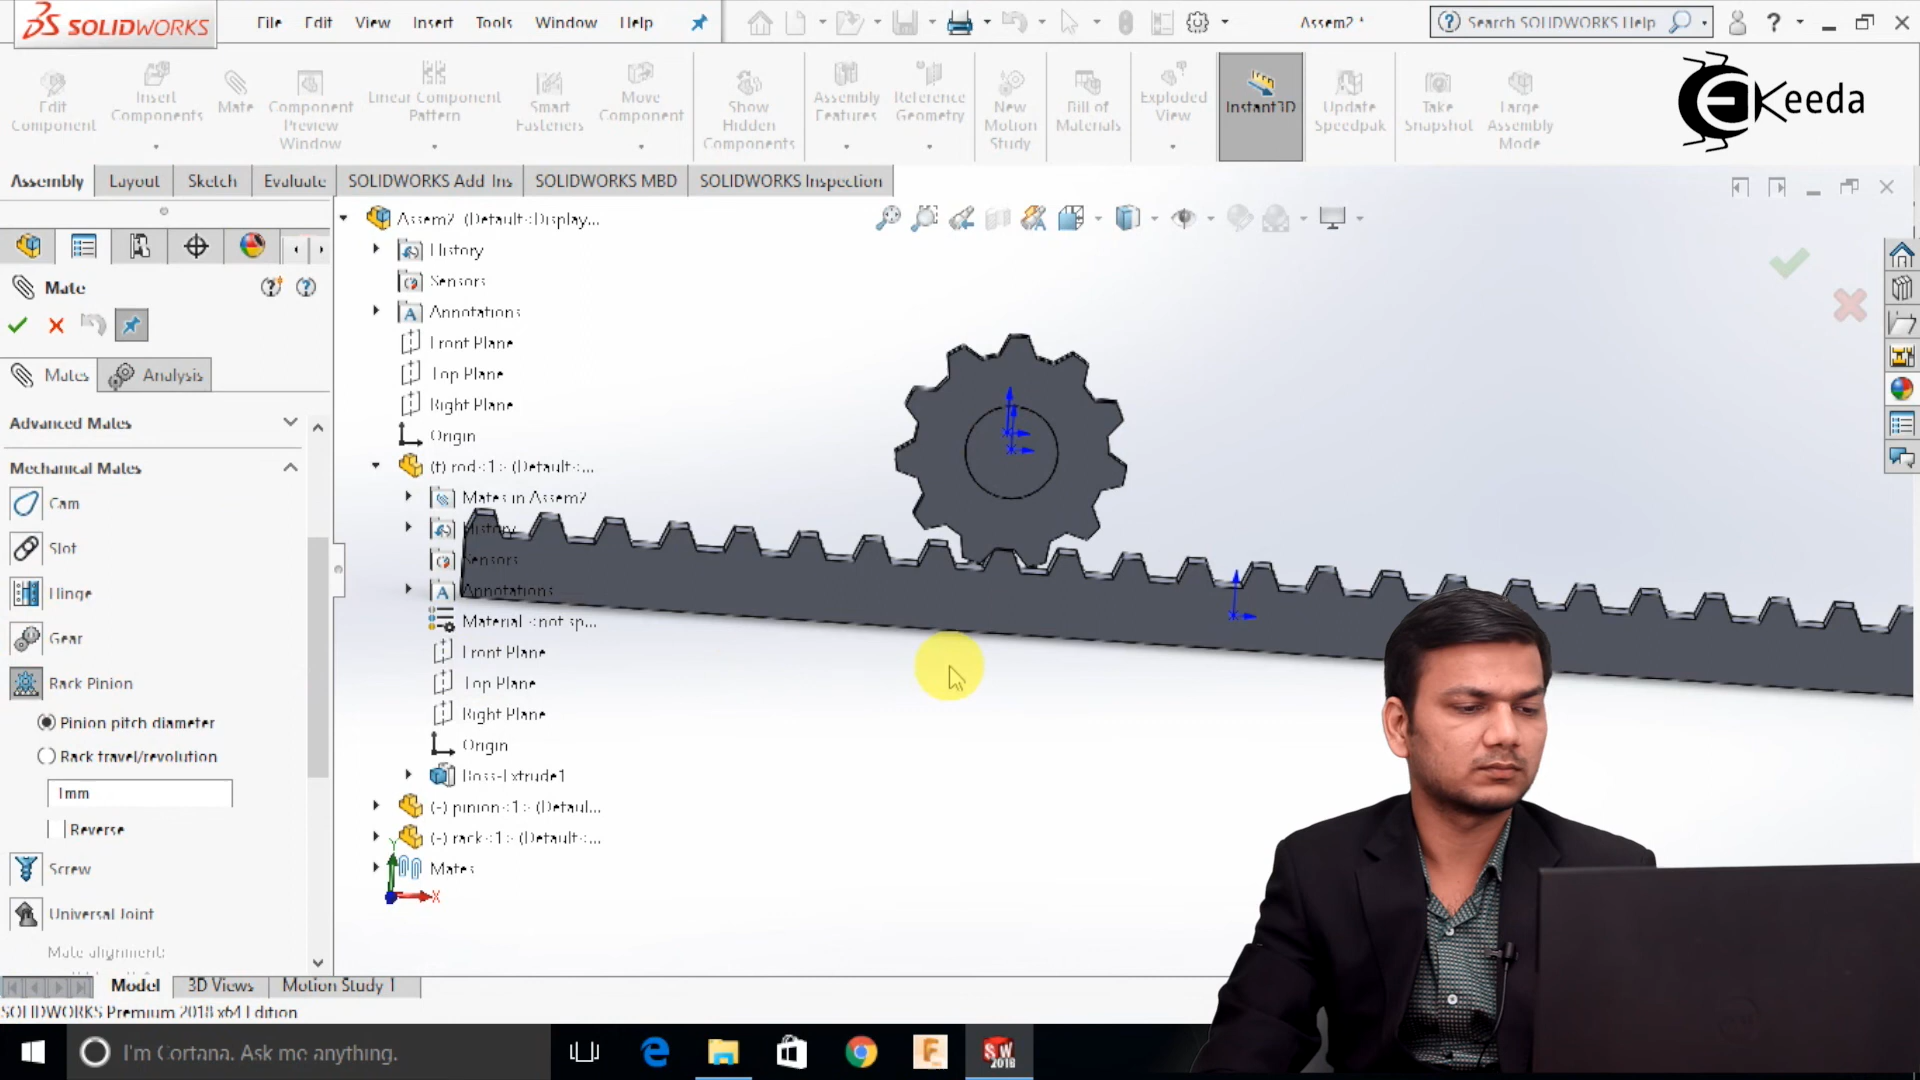 SOLIDWORKS
File Edit View Insert Tools Window Help
Assem2 *
Search SOLIDWORKS Help
Edit Component
Insert Components
Mate
Component Preview Window
Linear Component Pattern
Smart Fasteners
Move Component
Show Hidden Components
Assembly Features
Reference Geometry
New Motion Study
Bill of Materials
Exploded View
Instant3D
Update Speedpak
Take Snapshot
Large Assembly Mode
EKeeda
Assembly Layout Sketch Evaluate SOLIDWORKS Add-Ins SOLIDWORKS MBD SOLIDWORKS Inspection
Mate
Mates Analysis
Advanced Mates
Mechanical Mates
Cam
Slot
Hinge
Gear
Rack Pinion
Pinion pitch diameter
Rack travel/revolution
1mm
Reverse
Screw
Universal Joint
Mate alignment:
Assem2 (Default<Display...
History
Sensors
Annotations
Front Plane
Top Plane
Right Plane
Origin
(f) rod<1> (Default<...
Mates in Assem2
History
Sensors
Annotations
Material <not sp...
Front Plane
Top Plane
Right Plane
Origin
Boss-Extrude1
(-) pinion<1> (Defaul...
(-) rack<1> (Default<...
Mates
Y
X
Model 3D Views Motion Study 1
SOLIDWORKS Premium 2018 x64 Edition
I'm Cortana. Ask me anything.
SW
2018